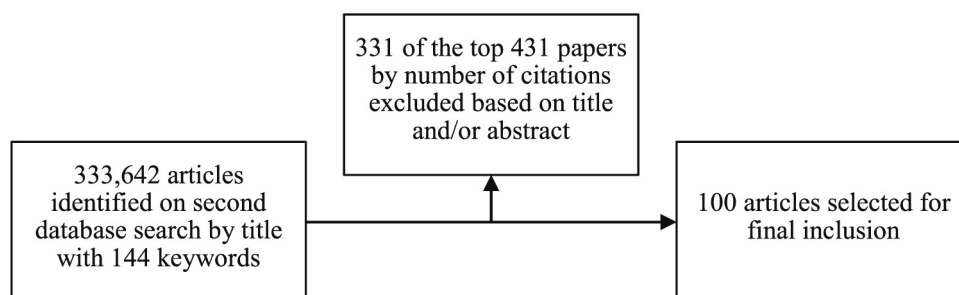 331 of the top 431 papers
by number of citations
excluded based on title
and/or abstract
333,642 articles
identified on second
database search by title
with 144 keywords
100 articles selected for
final inclusion